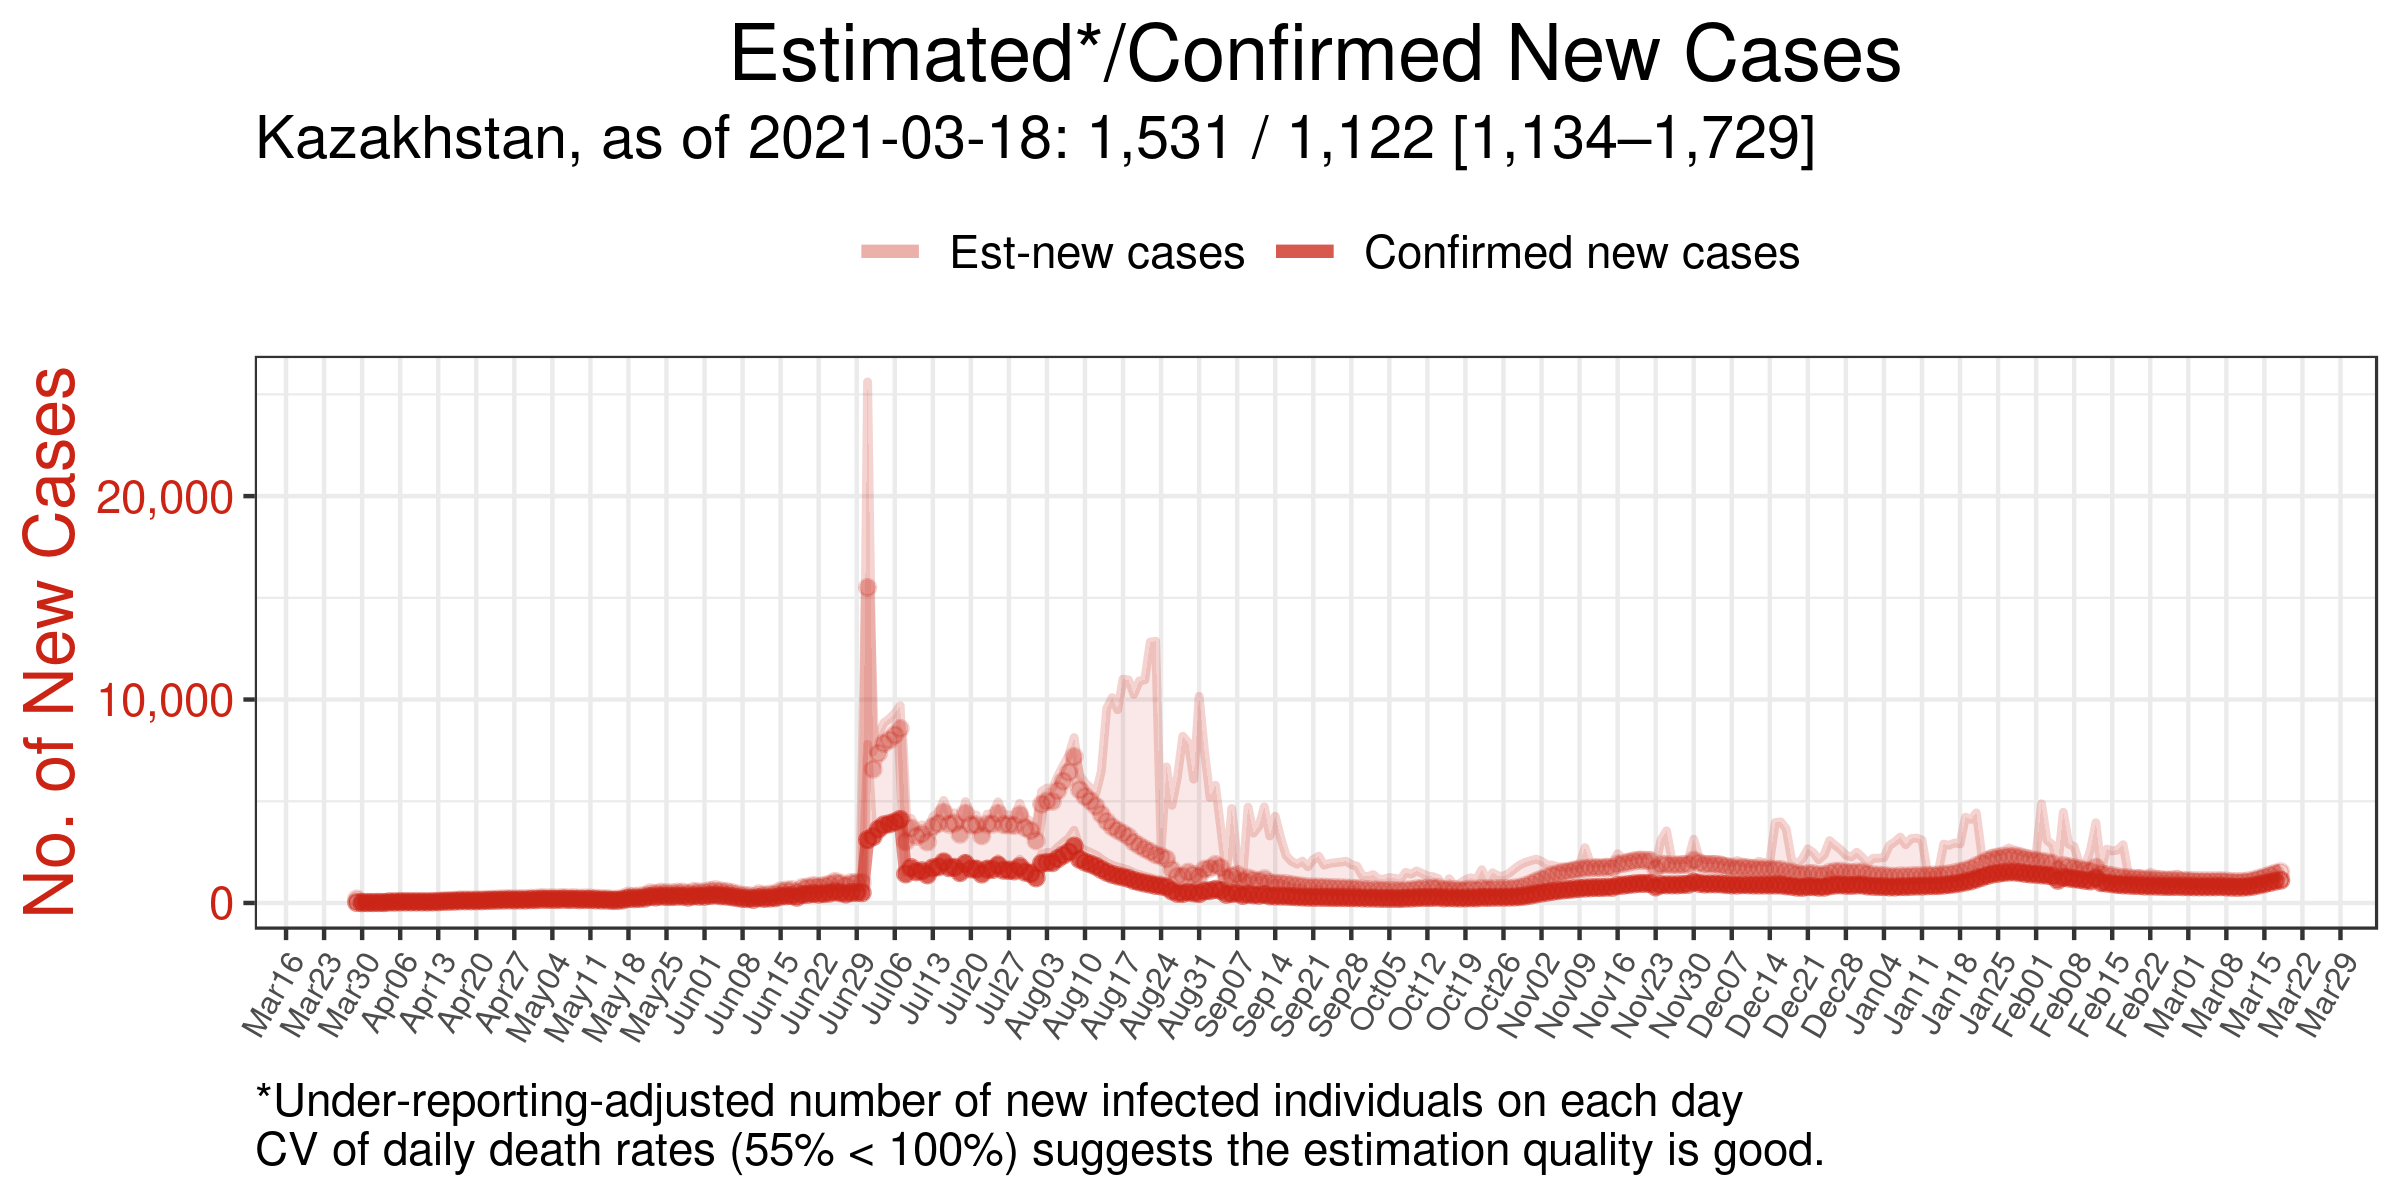 Estimated*/Confirmed New Cases
Kazakhstan, as of 2021-03-18: 1,531 / 1,122 [1,134–1,729]
Est-new cases
Confirmed new cases
No. of New Cases
20,000
10,000
0
Mar16
Mar23
Mar30
Apr06
Apr13
Apr20
Apr27
May04
May11
May18
May25
Jun01
Jun08
Jun15
Jun22
Jun29
Jul06
Jul13
Jul20
Jul27
Aug03
Aug10
Aug17
Aug24
Aug31
Sep07
Sep14
Sep21
Sep28
Oct05
Oct12
Oct19
Oct26
Nov02
Nov09
Nov16
Nov23
Nov30
Dec07
Dec14
Dec21
Dec28
Jan04
Jan11
Jan18
Jan25
Feb01
Feb08
Feb15
Feb22
Mar01
Mar08
Mar15
Mar22
Mar29
*Under-reporting-adjusted number of new infected individuals on each day
CV of daily death rates (55% < 100%) suggests the estimation quality is good.